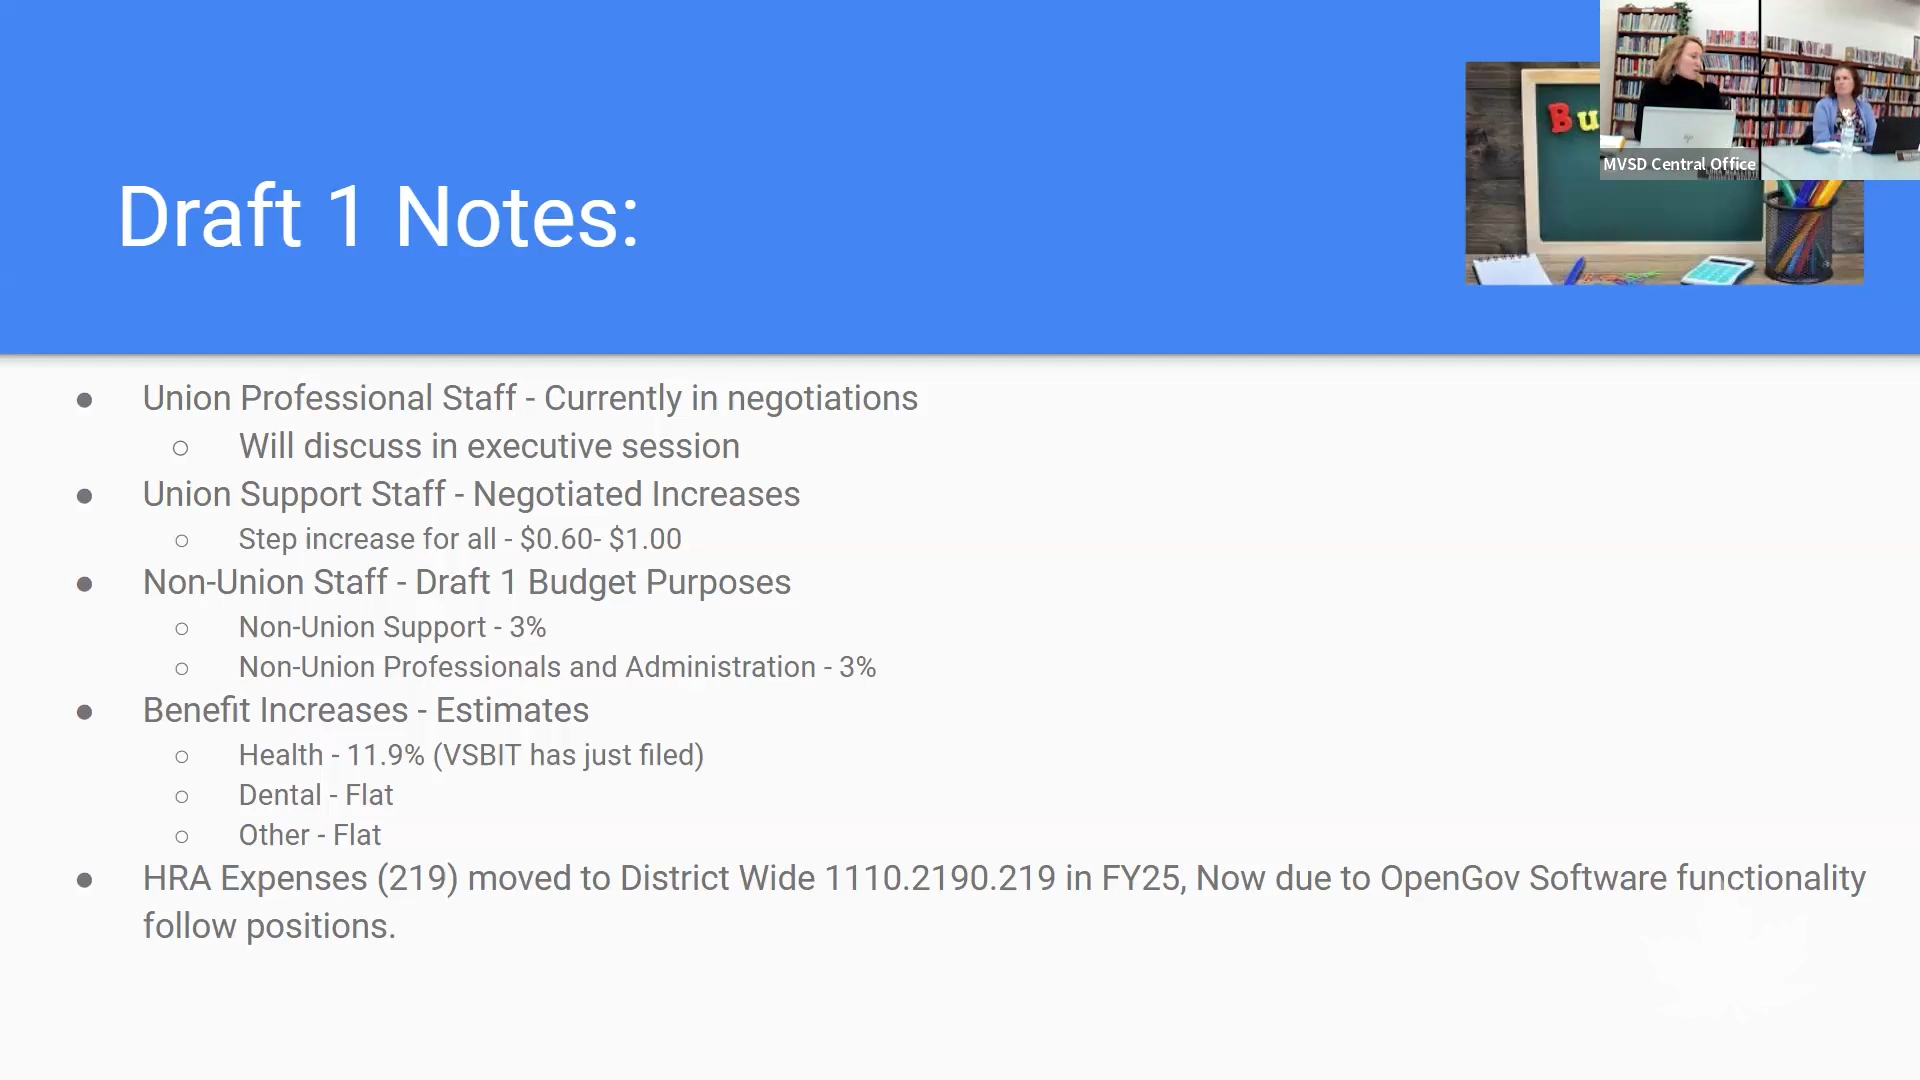 MVSD Central Office
Bu
Draft 1 Notes:
● Union Professional Staff - Currently in negotiations
○ Will discuss in executive session
● Union Support Staff - Negotiated Increases
○ Step increase for all - $0.60- $1.00
● Non-Union Staff - Draft 1 Budget Purposes
○ Non-Union Support - 3%
○ Non-Union Professionals and Administration - 3%
● Benefit Increases - Estimates
○ Health - 11.9% (VSBIT has just filed)
○ Dental - Flat
○ Other - Flat
● HRA Expenses (219) moved to District Wide 1110.2190.219 in FY25, Now due to OpenGov Software functionality
follow positions.